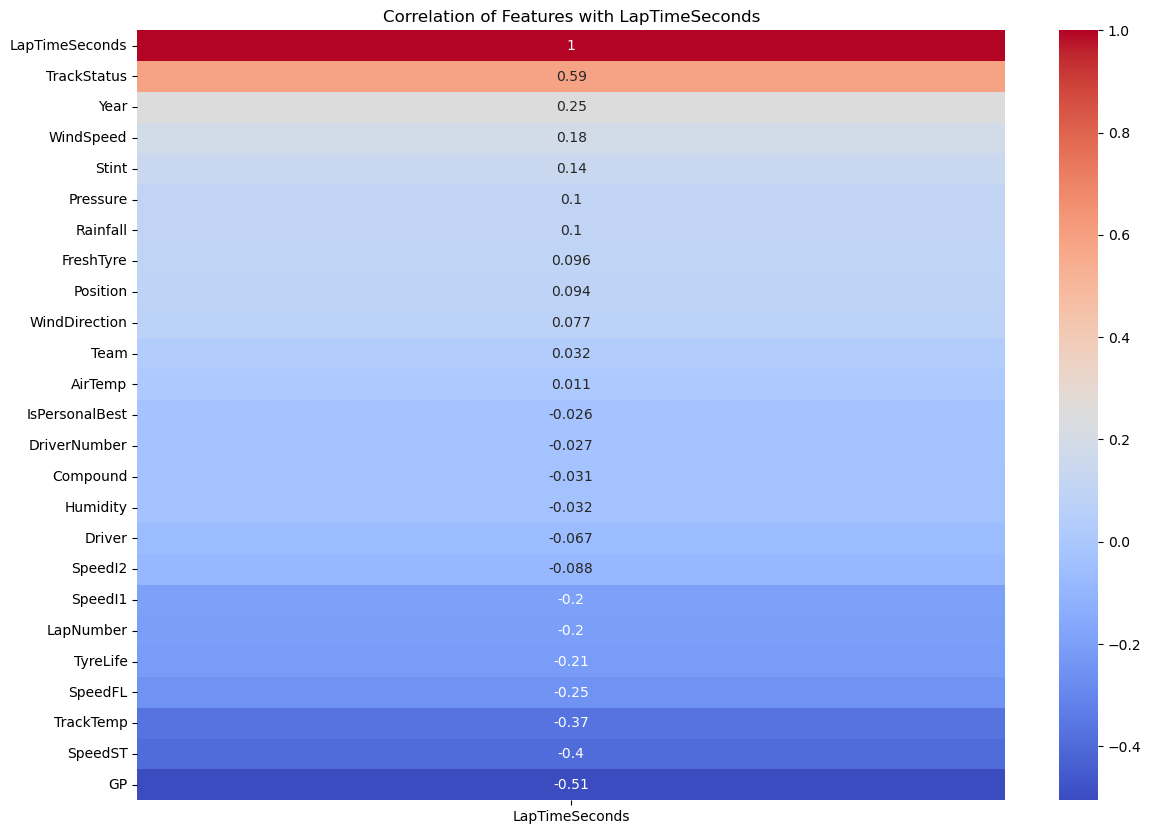 Correlation of Features with LapTimeSeconds
LapTimeSeconds 1
TrackStatus 0.59
Year 0.25
WindSpeed 0.18
Stint 0.14
Pressure 0.1
Rainfall 0.1
FreshTyre 0.096
Position 0.094
WindDirection 0.077
Team 0.032
AirTemp 0.011
IsPersonalBest -0.026
DriverNumber -0.027
Compound -0.031
Humidity -0.032
Driver -0.067
SpeedI2 -0.088
SpeedI1 -0.2
LapNumber -0.2
TyreLife -0.21
SpeedFL -0.25
TrackTemp -0.37
SpeedST -0.4
GP -0.51
LapTimeSeconds
1.0
0.8
0.6
0.4
0.2
0.0
−0.2
−0.4